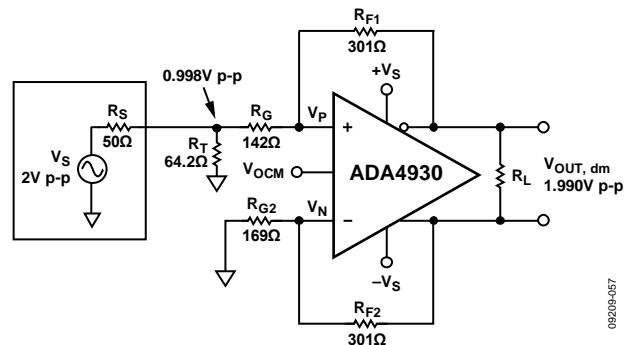 RF1
301Ω
0.998V p-p
+VS
RS
50Ω
RG
142Ω
VP
+
VS
2V p-p
RT
64.2Ω
VOCM
ADA4930
RL
VOUT, dm
1.990V p-p
RG2
169Ω
VN
−
−VS
RF2
301Ω
09209-057